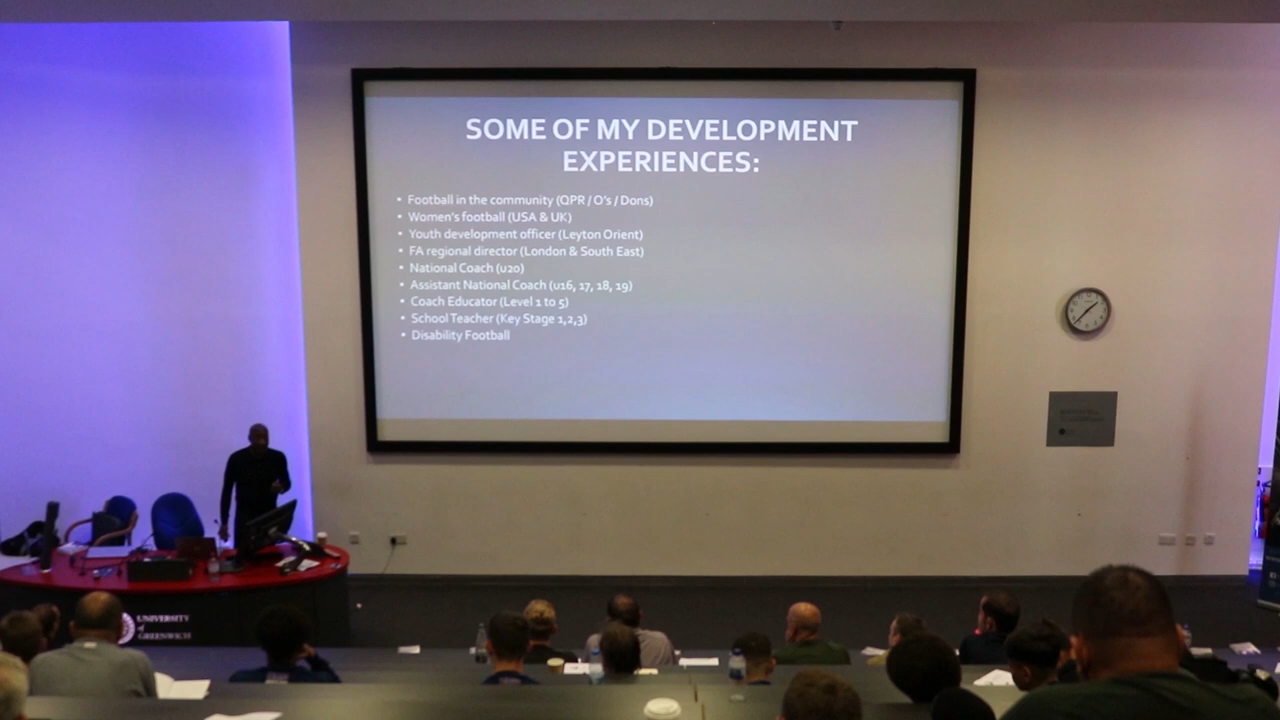 SOME OF MY DEVELOPMENT
EXPERIENCES:
• Football in the community (QPR / O's / Dons)
• Women's football (USA & UK)
• Youth development officer (Leyton Orient)
• FA regional director (London & South East)
• National Coach (u20)
• Assistant National Coach (u16, 17, 18, 19)
• Coach Educator (Level 1 to 5)
• School Teacher (Key Stage 1,2,3)
• Disability Football
UNIVERSITY
of
GREENWICH